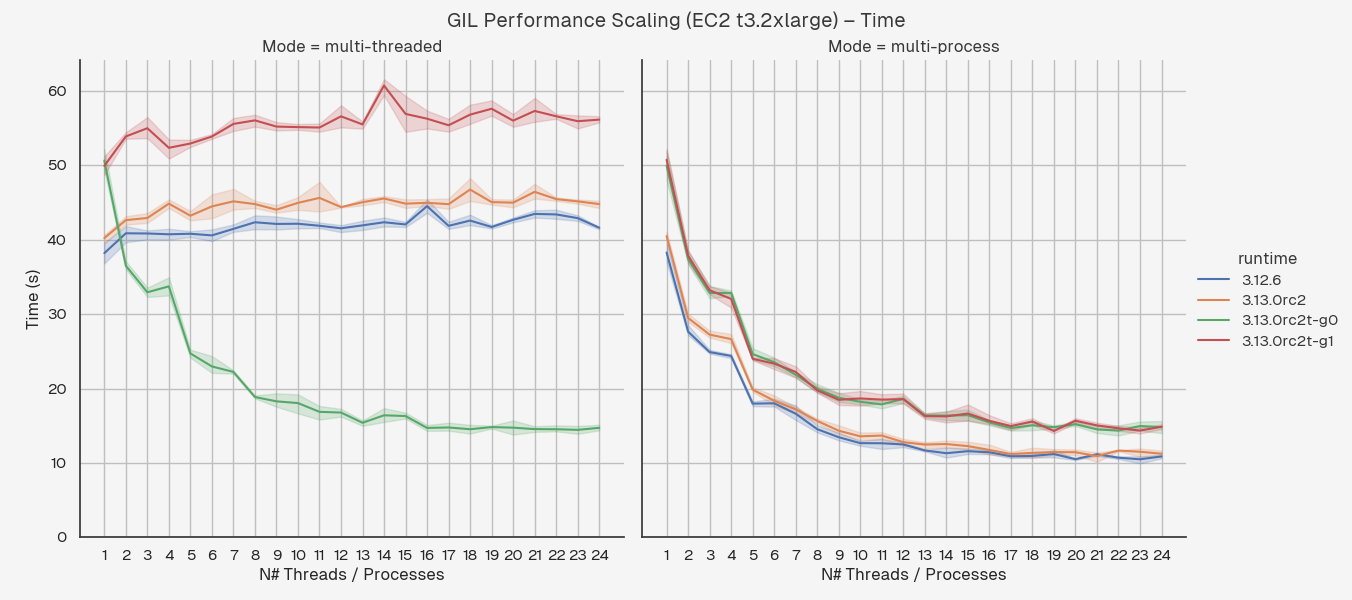 GIL Performance Scaling (EC2 t3.2xlarge) – Time
Mode = multi-threaded
Mode = multi-process
Time (s)
60
50
40
30
20
10
0
1 2 3 4 5 6 7 8 9 10 11 12 13 14 15 16 17 18 19 20 21 22 23 24
N# Threads / Processes
1 2 3 4 5 6 7 8 9 10 11 12 13 14 15 16 17 18 19 20 21 22 23 24
N# Threads / Processes
runtime
3.12.6
3.13.0rc2
3.13.0rc2t-g0
3.13.0rc2t-g1